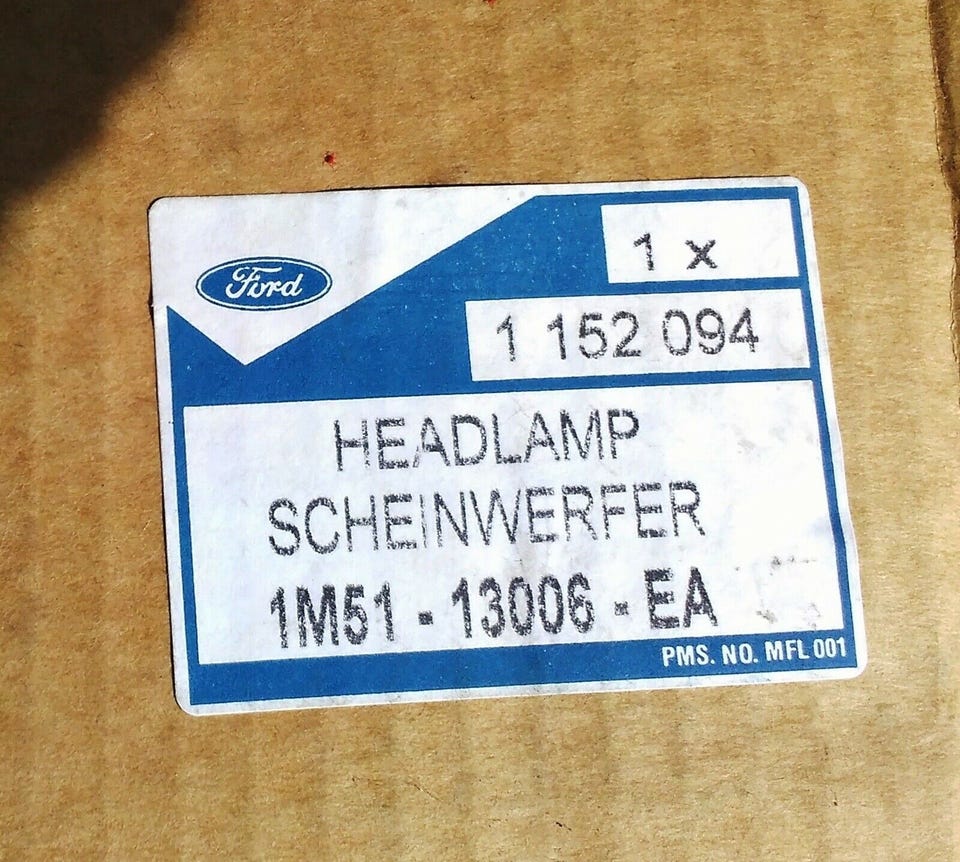 Ford
1 x
1 152 094
HEADLAMP
SCHEINWERFER
1M51 - 13006 - EA
PMS. NO. MFL 001